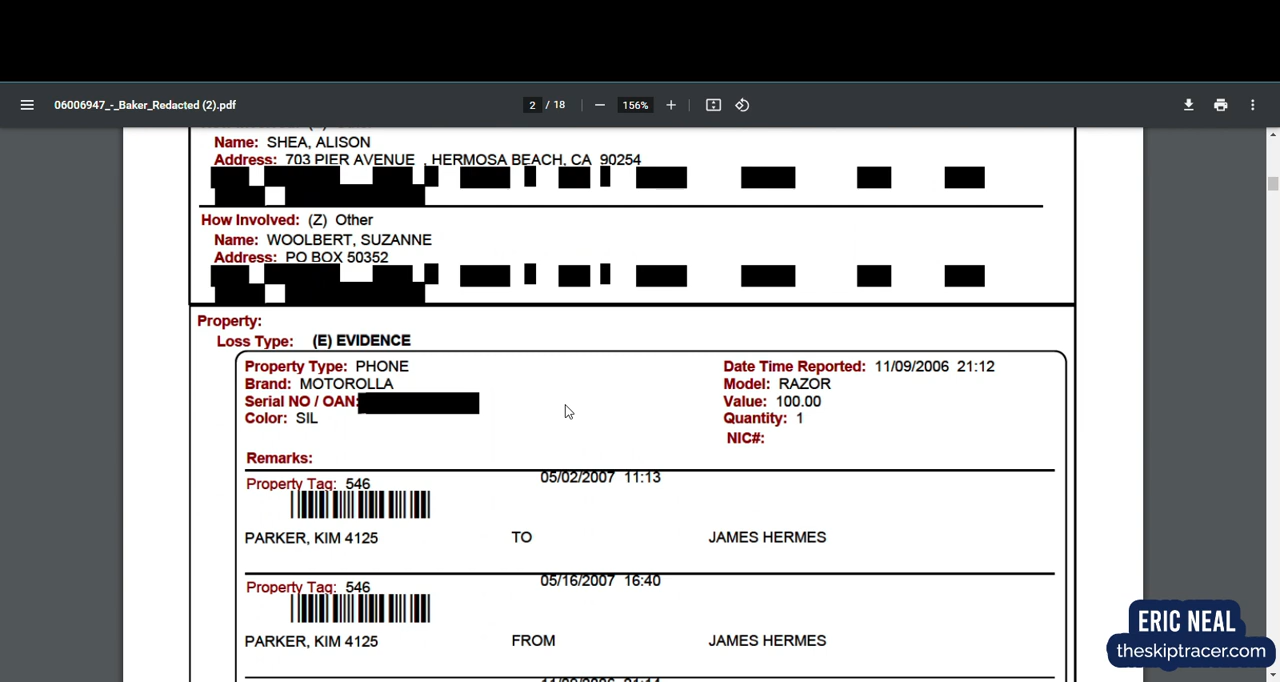 06006947_-_Baker_Redacted (2).pdf 2 / 18 156%
Name: SHEA, ALISON
Address: 703 PIER AVENUE , HERMOSA BEACH, CA 90254
How Involved: (Z) Other
Name: WOOLBERT, SUZANNE
Address: PO BOX 50352
Property:
Loss Type: (E) EVIDENCE
Property Type: PHONE Date Time Reported: 11/09/2006 21:12
Brand: MOTOROLLA Model: RAZOR
Serial NO / OAN: Value: 100.00
Color: SIL Quantity: 1
NIC#:
Remarks:
Property Tag: 546 05/02/2007 11:13
PARKER, KIM 4125 TO JAMES HERMES
Property Tag: 546 05/16/2007 16:40
PARKER, KIM 4125 FROM JAMES HERMES
ERIC NEAL
theskiptracer.com